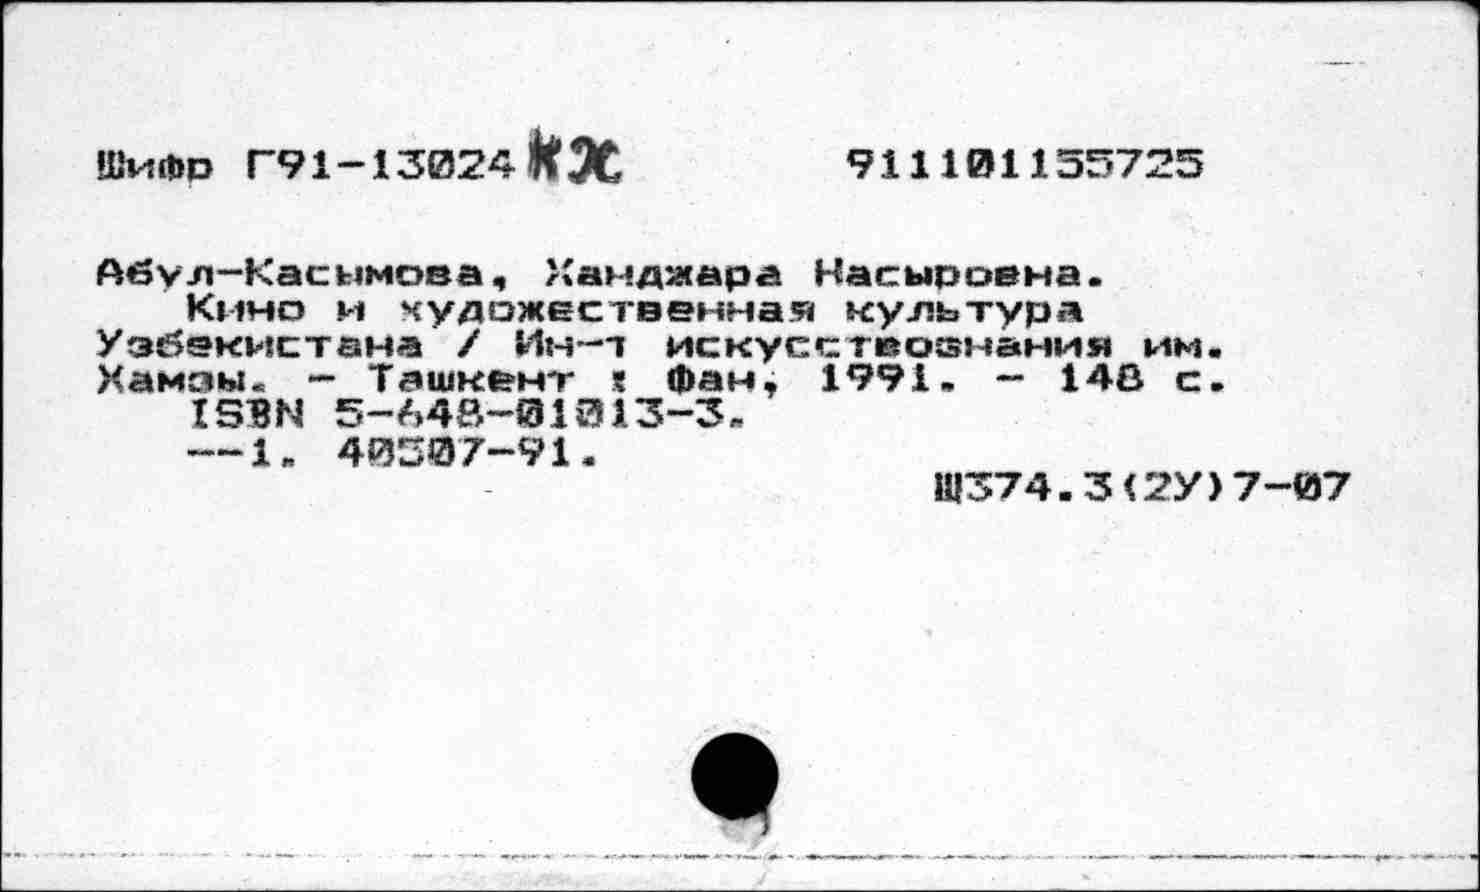 Шифр Г91-13024 КЖ 911101155725
Абул-Касымова, Ханджара Насыровна.
Кино и художественная культура
Узбекистана / Ин-т искусствознания им.
Хамзы. - Ташкент : Фан, 1991. - 148 с.
ISBN 5-648-01013-3.
--1. 40507-91.
Щ374.3(2У)7-07